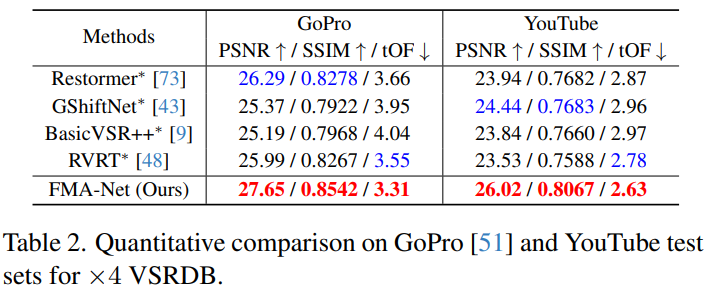 Methods GoPro YouTube
PSNR ↑ / SSIM ↑ / tOF ↓ PSNR ↑ / SSIM ↑ / tOF ↓
Restormer* [73] 26.29 / 0.8278 / 3.66 23.94 / 0.7682 / 2.87
GShiftNet* [43] 25.37 / 0.7922 / 3.95 24.44 / 0.7683 / 2.96
BasicVSR++* [9] 25.19 / 0.7968 / 4.04 23.84 / 0.7660 / 2.97
RVRT* [48] 25.99 / 0.8267 / 3.55 23.53 / 0.7588 / 2.78
FMA-Net (Ours) 27.65 / 0.8542 / 3.31 26.02 / 0.8067 / 2.63
Table 2. Quantitative comparison on GoPro [51] and YouTube test
sets for ×4 VSRDB.